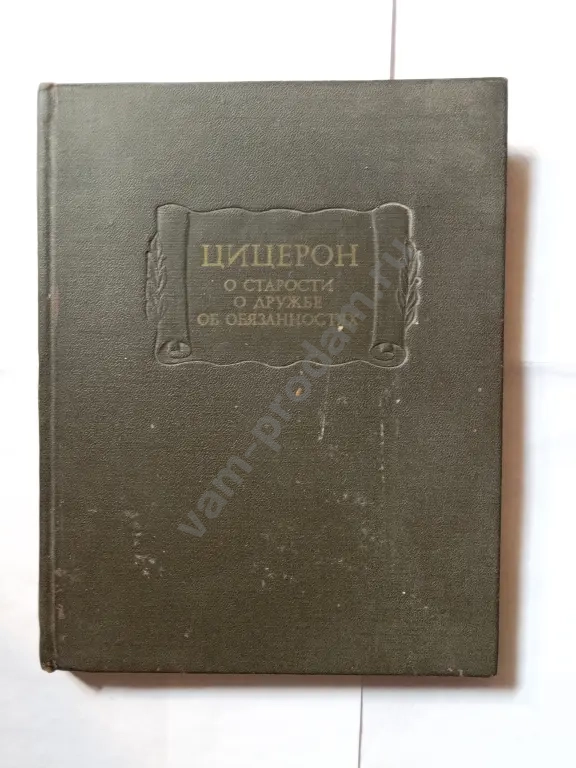 ЦИЦЕРОН
О СТАРОСТИ
О ДРУЖБЕ
ОБ ОБЯЗАННОСТЯХ
vam-prodam.ru